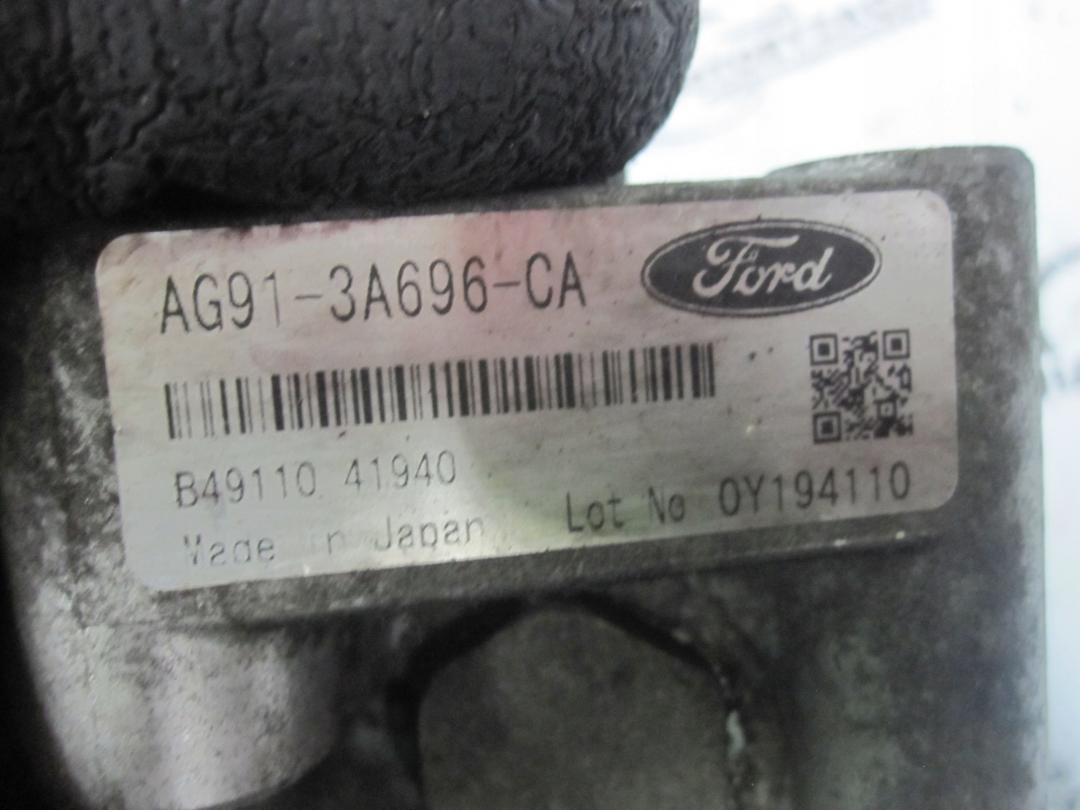 AG91-3A696-CA
Ford
B49110 41940
Made in Japan
Lot No 0Y194110